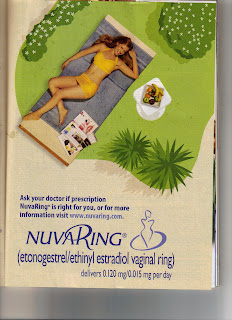 Ask your doctor if prescription
NuvaRing® is right for you, or for more
information visit www.nuvaring.com.
NUVARING®
(etonogestrel/ethinyl estradiol vaginal ring)
delivers 0.120 mg/0.015 mg per day